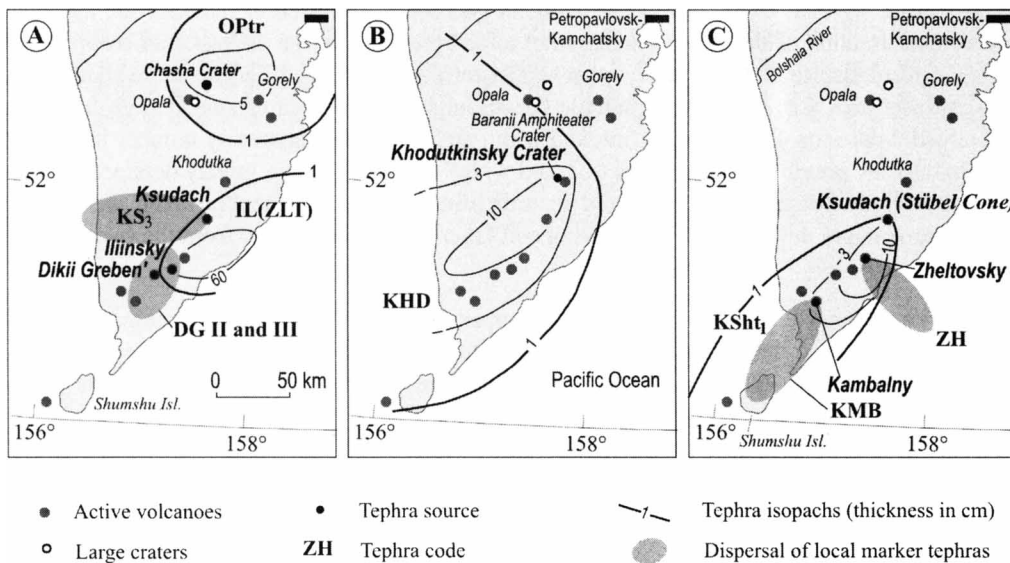 A
OPtr
Chasha Crater
Gorely
Opala
5
1
1
Khodutka
52°
Ksudach
KS3
IL(ZLT)
Iliinsky
Dikii Greben'
60
DG II and III
0 50 km
Shumshu Isl.
156° 158°
B
Petropavlovsk-
Kamchatsky
1
Gorely
Opala
Baranii Amphiteater
Crater
Khodutkinsky Crater
3
52°
10
KHD
1
Pacific Ocean
156° 158°
C
Petropavlovsk-
Kamchatsky
Bolshaia River
Gorely
Opala
Khodutka
52°
Ksudach (Stübel Cone)
3
10
1
Zheltovsky
KSht1
ZH
Kambalny
KMB
156° 158°
Shumshu Isl.
Active volcanoes
Tephra source
1 Tephra isopachs (thickness in cm)
Large craters
ZH Tephra code
Dispersal of local marker tephras